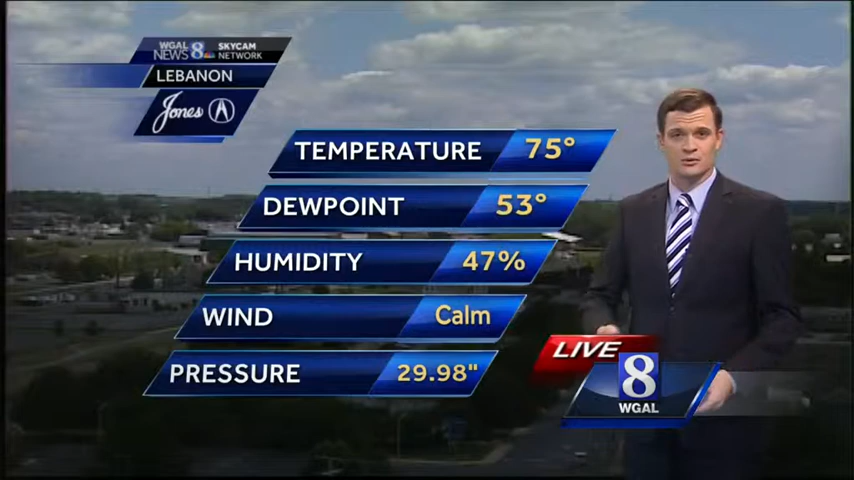 WGAL
NEWS 8
SKYCAM
NETWORK
LEBANON
Jones
TEMPERATURE 75°
DEWPOINT 53°
HUMIDITY 47%
WIND Calm
PRESSURE 29.98"
LIVE
8
WGAL